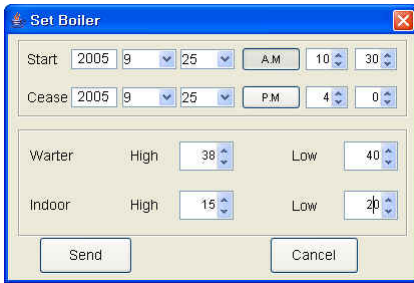 Set Boiler
Start 2005 9 25 A.M 10 30
Cease 2005 9 25 P.M 4 0
Warter High 38 Low 40
Indoor High 15 Low 20
Send Cancel